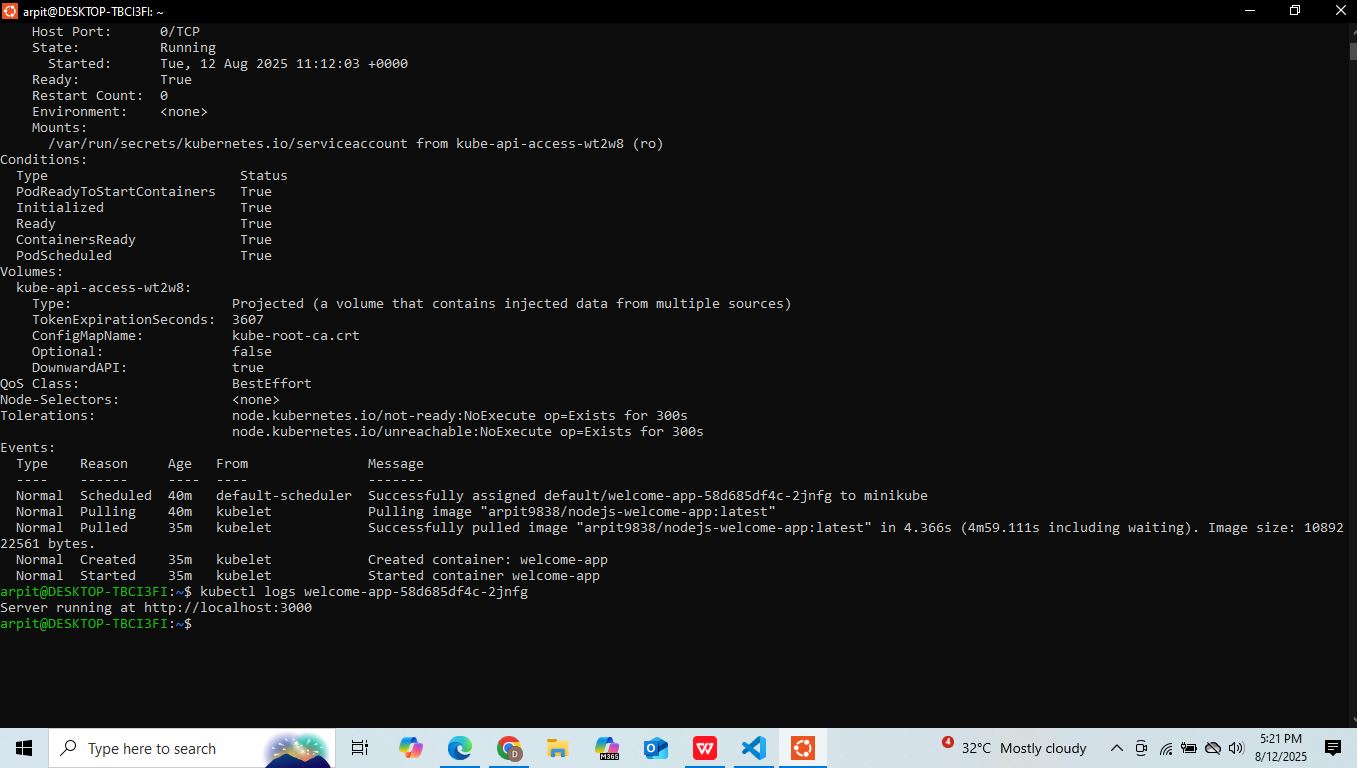 arpit@DESKTOP-TBCI3FI: ~
Host Port: 0/TCP
State: Running
Started: Tue, 12 Aug 2025 11:12:03 +0000
Ready: True
Restart Count: 0
Environment: <none>
Mounts:
/var/run/secrets/kubernetes.io/serviceaccount from kube-api-access-wt2w8 (ro)
Conditions:
Type Status
PodReadyToStartContainers True
Initialized True
Ready True
ContainersReady True
PodScheduled True
Volumes:
kube-api-access-wt2w8:
Type: Projected (a volume that contains injected data from multiple sources)
TokenExpirationSeconds: 3607
ConfigMapName: kube-root-ca.crt
Optional: false
DownwardAPI: true
QoS Class: BestEffort
Node-Selectors: <none>
Tolerations: node.kubernetes.io/not-ready:NoExecute op=Exists for 300s
node.kubernetes.io/unreachable:NoExecute op=Exists for 300s
Events:
Type Reason Age From Message
---- ------ ---- ---- -------
Normal Scheduled 40m default-scheduler Successfully assigned default/welcome-app-58d685df4c-2jnfg to minikube
Normal Pulling 40m kubelet Pulling image "arpit9838/nodejs-welcome-app:latest"
Normal Pulled 35m kubelet Successfully pulled image "arpit9838/nodejs-welcome-app:latest" in 4.366s (4m59.111s including waiting). Image size: 10892
22561 bytes.
Normal Created 35m kubelet Created container: welcome-app
Normal Started 35m kubelet Started container welcome-app
arpit@DESKTOP-TBCI3FI:~$ kubectl logs welcome-app-58d685df4c-2jnfg
Server running at http://localhost:3000
arpit@DESKTOP-TBCI3FI:~$
Type here to search
M365
D
W
4
32°C Mostly cloudy
5:21 PM
8/12/2025